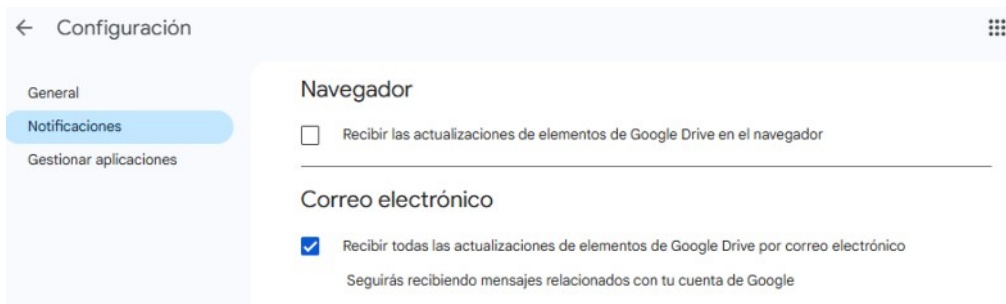 Configuración
General
Notificaciones
Gestionar aplicaciones
Navegador
Recibir las actualizaciones de elementos de Google Drive en el navegador
Correo electrónico
Recibir todas las actualizaciones de elementos de Google Drive por correo electrónico
Seguirás recibiendo mensajes relacionados con tu cuenta de Google